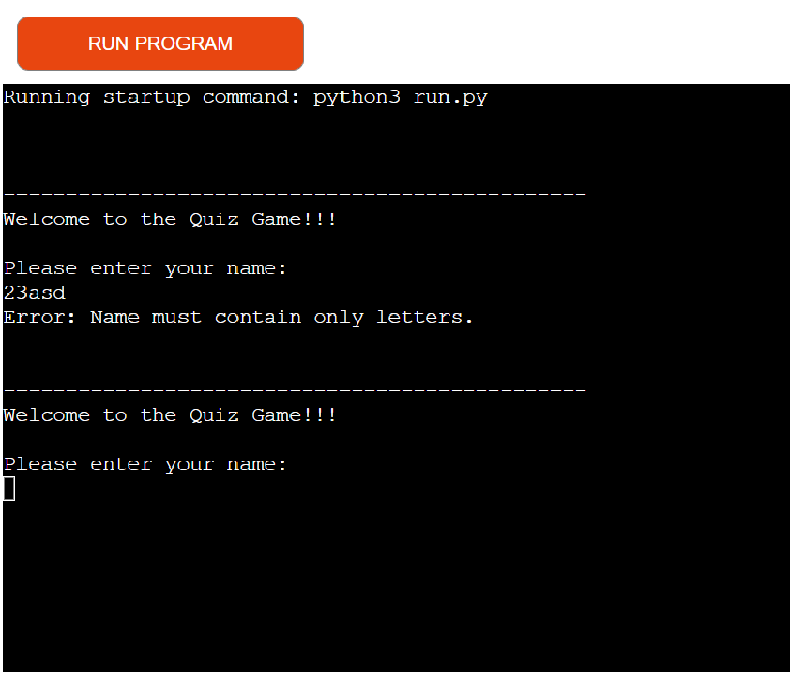 RUN PROGRAM
Running startup command: python3 run.py
-----------------------------------------------
Welcome to the Quiz Game!!!
Please enter your name:
23asd
Error: Name must contain only letters.
-----------------------------------------------
Welcome to the Quiz Game!!!
Please enter your name: